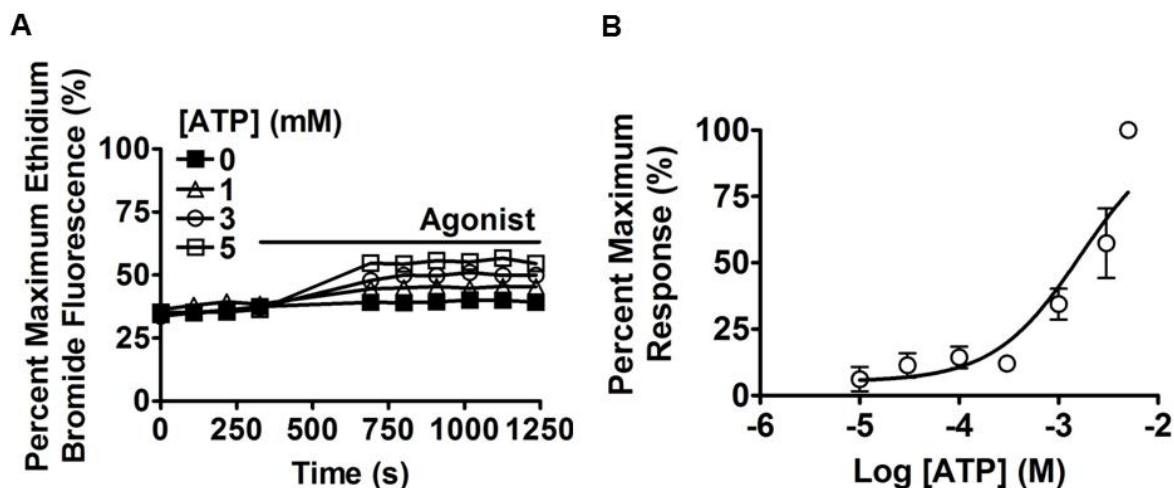 A
Percent Maximum Ethidium
Bromide Fluorescence (%)
[ATP] (mM)
0
1
3
5
Agonist
100
75
50
25
0
0 250 500 750 1000 1250
Time (s)
B
Percent Maximum
Response (%)
100
75
50
25
0
-6 -5 -4 -3 -2
Log [ATP] (M)